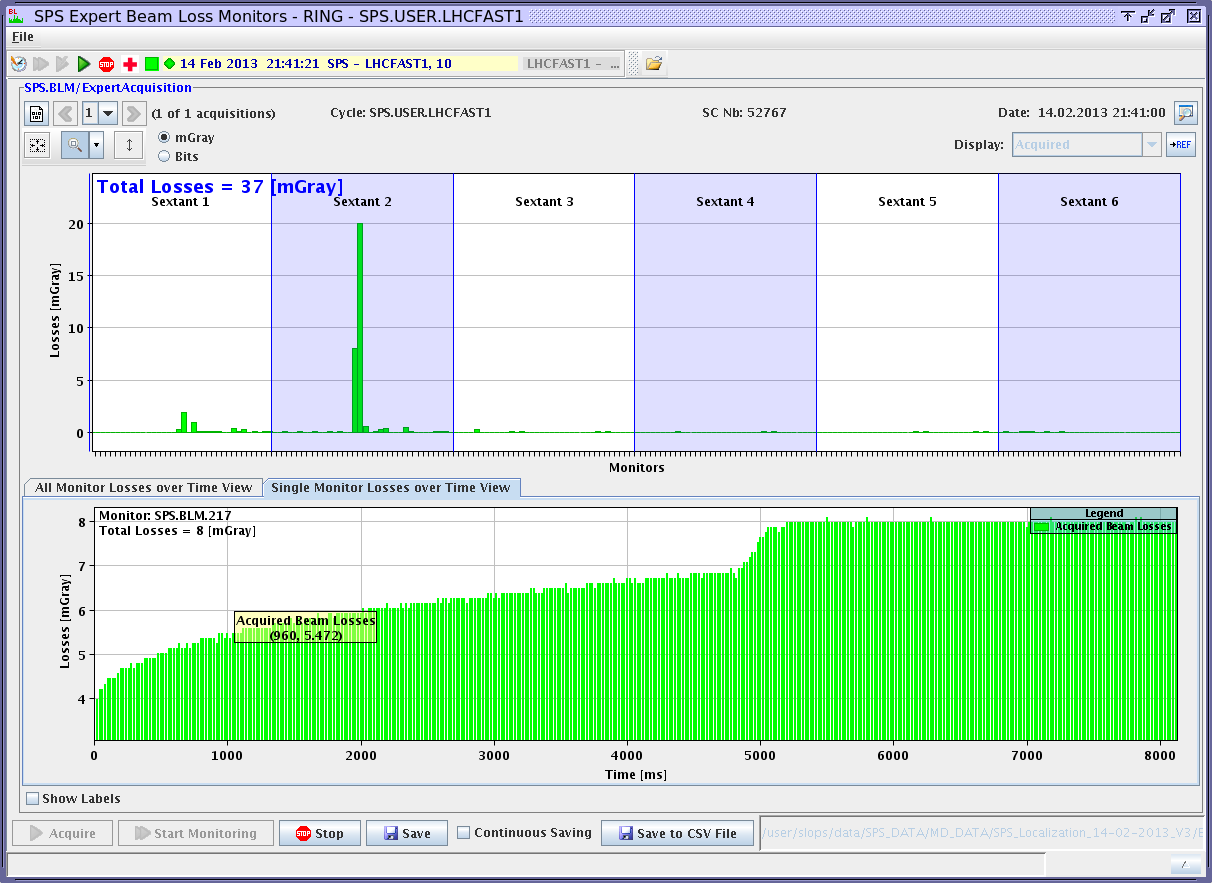 BL SPS Expert Beam Loss Monitors - RING - SPS.USER.LHCFAST1
File
STOP 14 Feb 2013 21:41:21 SPS - LHCFAST1, 10 LHCFAST1 - ...
SPS.BLM/ExpertAcquisition
1 (1 of 1 acquisitions) Cycle: SPS.USER.LHCFAST1 SC Nb: 52767 Date: 14.02.2013 21:41:00
mGray
Bits
Display: Acquired REF
Total Losses = 37 [mGray]
Sextant 1 Sextant 2 Sextant 3 Sextant 4 Sextant 5 Sextant 6
20
15
10
5
0
Losses [mGray]
Monitors
All Monitor Losses over Time View Single Monitor Losses over Time View
Monitor: SPS.BLM.217
Total Losses = 8 [mGray]
Legend
Acquired Beam Losses
8
7
6
5
4
Losses [mGray]
Acquired Beam Losses
(960, 5.472)
0 1000 2000 3000 4000 5000 6000 7000 8000
Time [ms]
Show Labels
Acquire Start Monitoring STOP Stop Save Continuous Saving Save to CSV File /user/slops/data/SPS_DATA/MD_DATA/SPS_Localization_14-02-2013_V3/